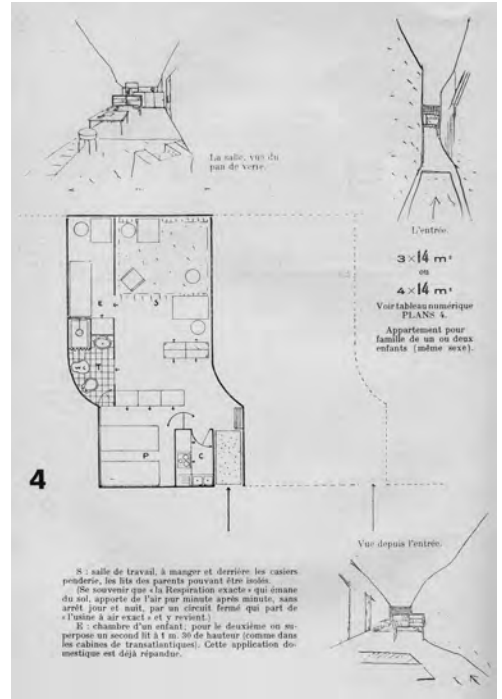 La salle, vue du
pan de verre.
L'entrée.
3×14 m²
ou
4×14 m²
Voir tableau numérique
PLANS 4.
Appartement pour
famille de un ou deux
enfants (même sexe).
E
S
T
P
C
4
Vue depuis l'entrée.
S : salle de travail, à manger et derrière les casiers
penderie, les lits des parents pouvant être isolés.
(Se souvenir que « la Respiration exacte » qui émane
du sol, apporte de l'air pur minute après minute, sans
arrêt jour et nuit, par un circuit fermé qui part de
« l'usine à air exact » et y revient.)
E : chambre d'un enfant; pour le deuxième on su-
perpose un second lit à 1 m. 30 de hauteur (comme dans
les cabines de transatlantiques). Cette application do-
mestique est déjà répandue.